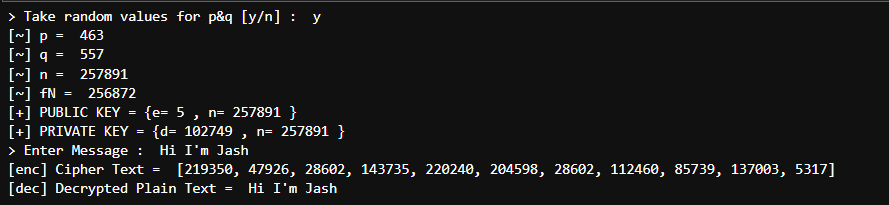 > Take random values for p&q [y/n] :  y
[~] p =  463
[~] q =  557
[~] n =  257891
[~] fN =  256872
[+] PUBLIC KEY = {e= 5 , n= 257891 }
[+] PRIVATE KEY = {d= 102749 , n= 257891 }
> Enter Message :  Hi I'm Jash
[enc] Cipher Text =  [219350, 47926, 28602, 143735, 220240, 204598, 28602, 112460, 85739, 137003, 5317]
[dec] Decrypted Plain Text =  Hi I'm Jash